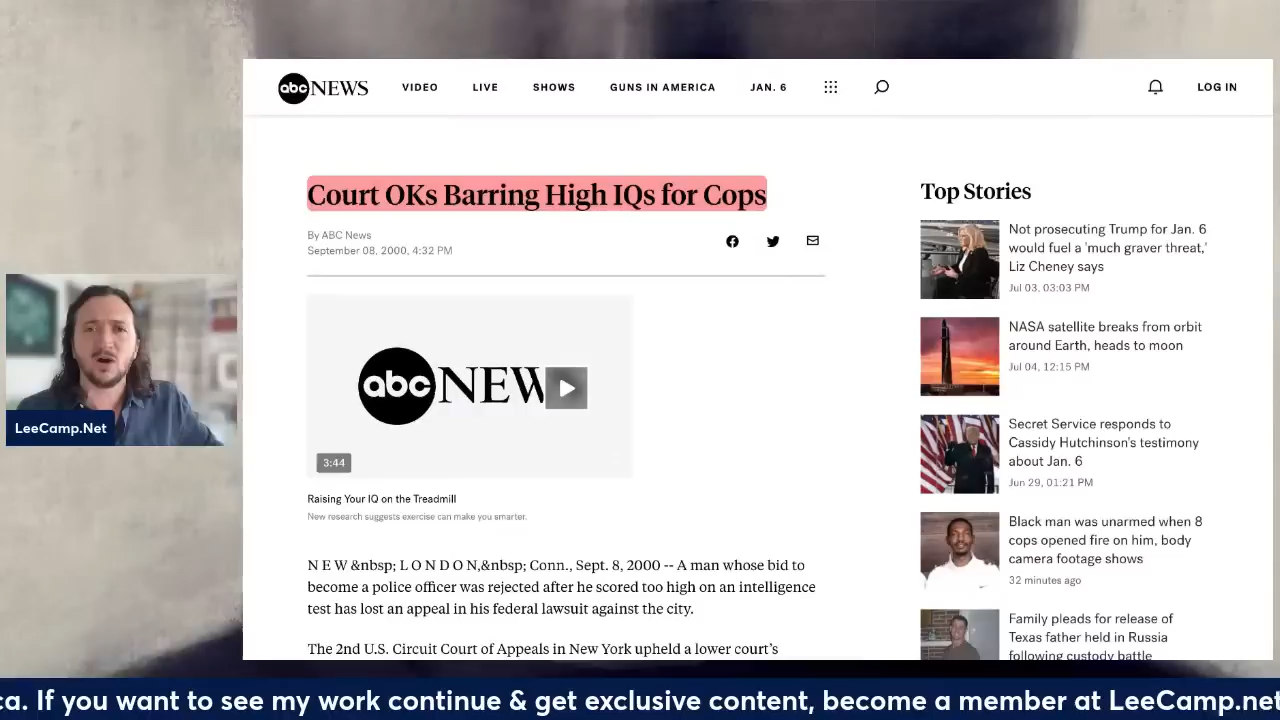 abc NEWS
VIDEO
LIVE
SHOWS
GUNS IN AMERICA
JAN. 6
LOG IN
Court OKs Barring High IQs for Cops
By ABC News
September 08, 2000, 4:32 PM
abc NEW
3:44
Raising Your IQ on the Treadmill
New research suggests exercise can make you smarter.
N E W &nbsp; L O N D O N,&nbsp; Conn., Sept. 8, 2000 -- A man whose bid to
become a police officer was rejected after he scored too high on an intelligence
test has lost an appeal in his federal lawsuit against the city.
The 2nd U.S. Circuit Court of Appeals in New York upheld a lower court’s
Top Stories
Not prosecuting Trump for Jan. 6
would fuel a 'much graver threat,'
Liz Cheney says
Jul 03, 03:03 PM
NASA satellite breaks from orbit
around Earth, heads to moon
Jul 04, 12:15 PM
Secret Service responds to
Cassidy Hutchinson's testimony
about Jan. 6
Jun 29, 01:21 PM
Black man was unarmed when 8
cops opened fire on him, body
camera footage shows
32 minutes ago
Family pleads for release of
Texas father held in Russia
following custody battle
LeeCamp.Net
ca. If you want to see my work continue & get exclusive content, become a member at LeeCamp.net